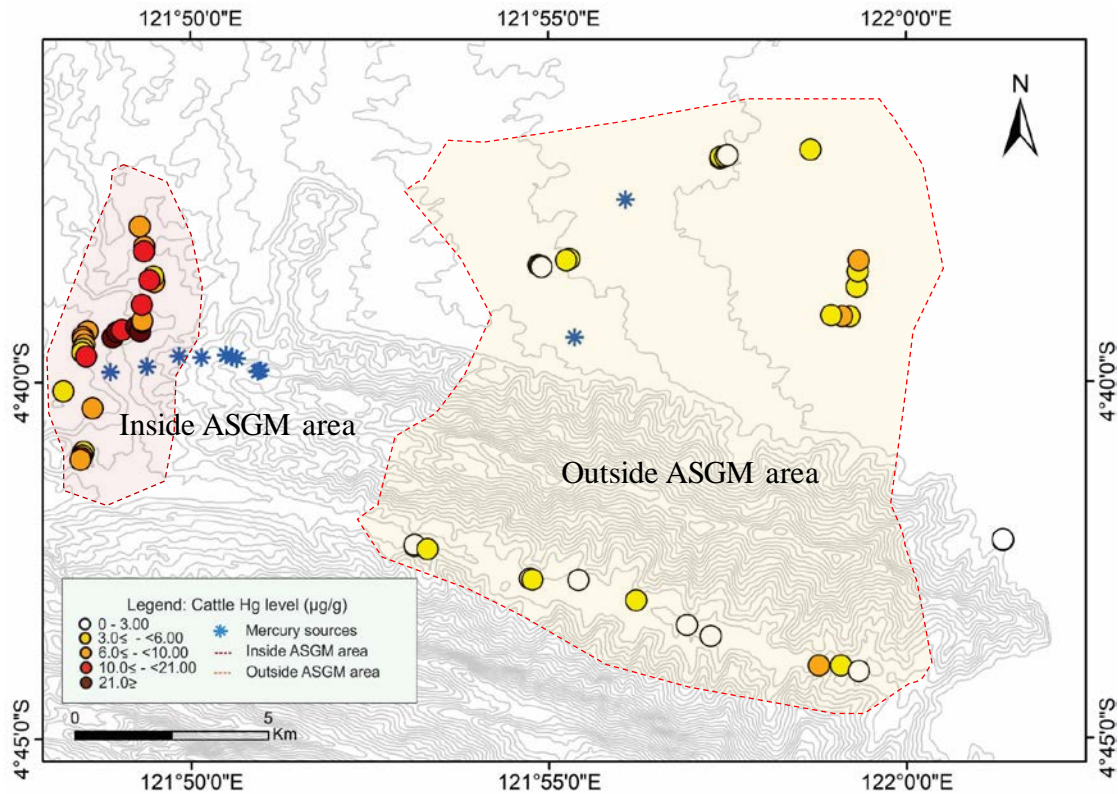 121°50'0"E 121°55'0"E 122°0'0"E
N
4°40'0"S 4°40'0"S
Inside ASGM area
Outside ASGM area
Legend: Cattle Hg level (µg/g)
0 - 3.00
3.0≤ - <6.00 Mercury sources
6.0≤ - <10.00 Inside ASGM area
10.0≤ - <21.00 Outside ASGM area
21.0≥
0 5
Km
4°45'0"S 4°45'0"S
121°50'0"E 121°55'0"E 122°0'0"E